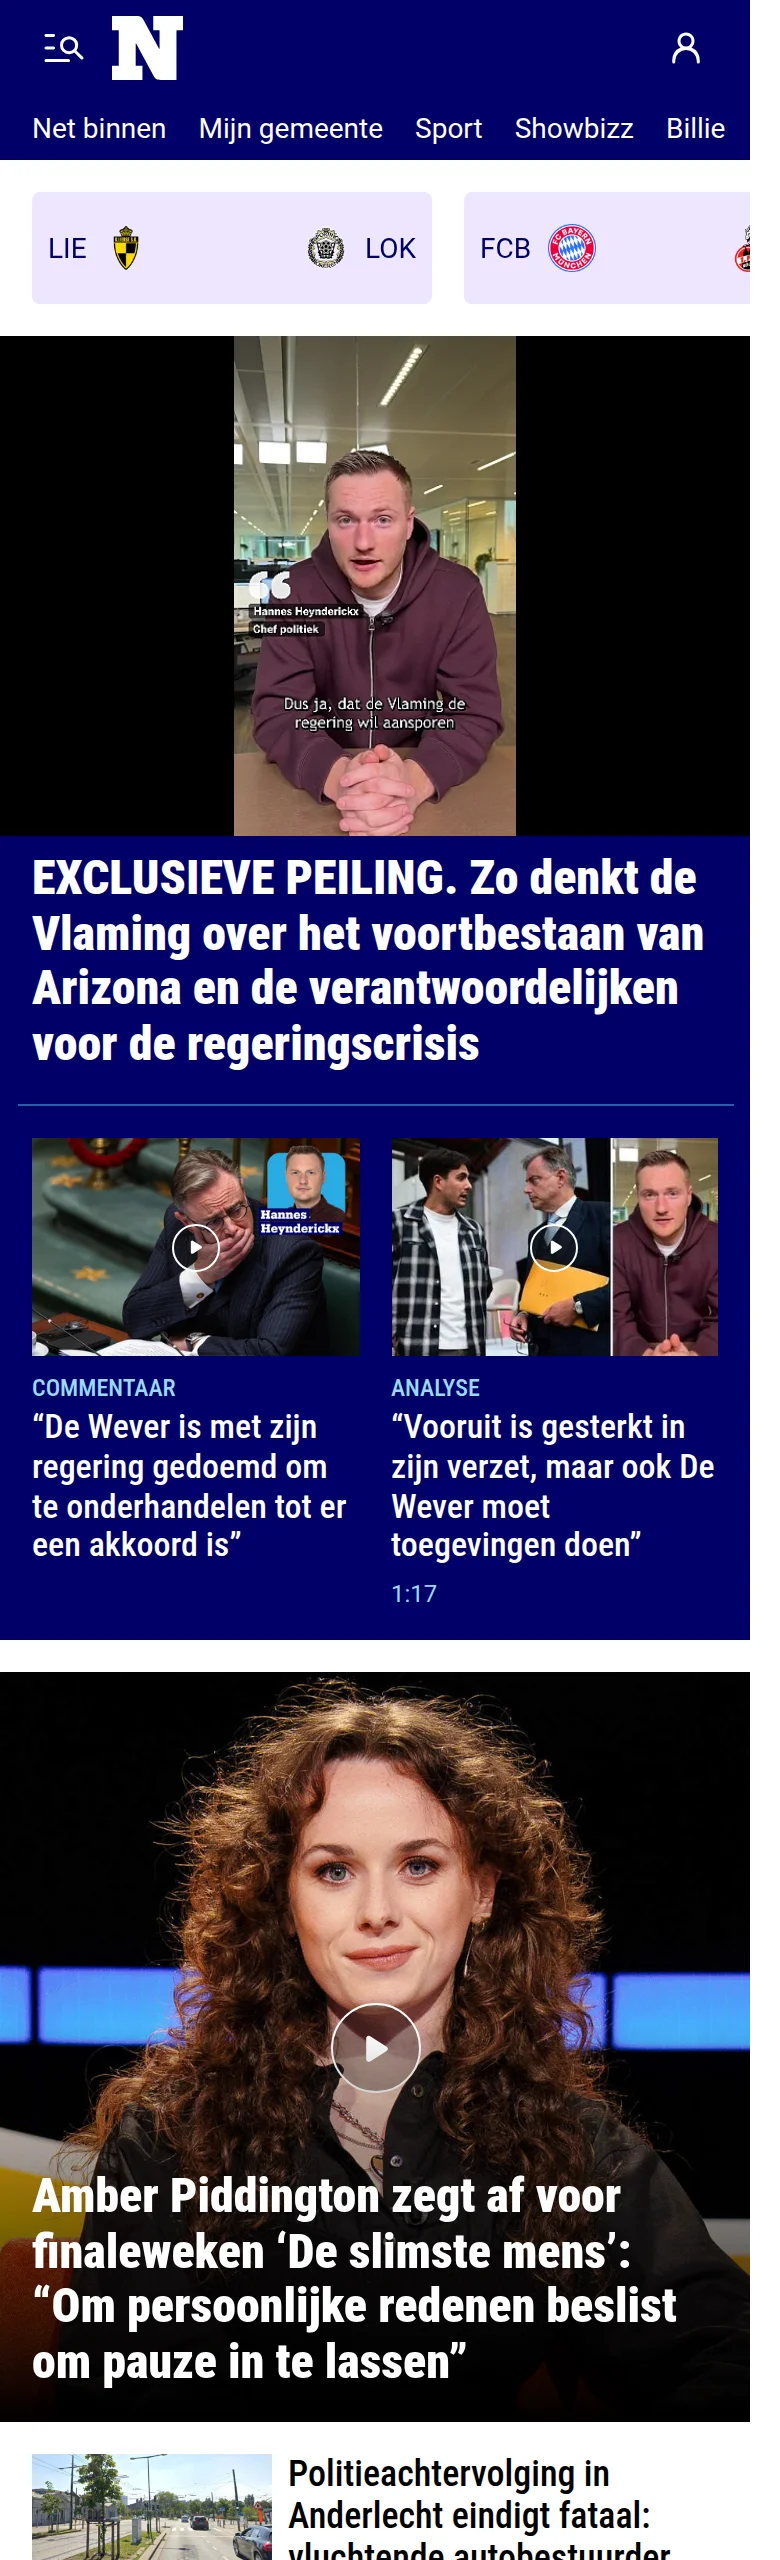 N
Net binnen Mijn gemeente Sport Showbizz Billie
LIE LOK FCB
Hannes Heynderickx
Chef politiek
Dus ja, dat de Vlaming de
regering wil aansporen
EXCLUSIEVE PEILING. Zo denkt de
Vlaming over het voortbestaan van
Arizona en de verantwoordelijken
voor de regeringscrisis
Hannes
Heynderickx
COMMENTAAR
“De Wever is met zijn
regering gedoemd om
te onderhandelen tot er
een akkoord is”
ANALYSE
“Vooruit is gesterkt in
zijn verzet, maar ook De
Wever moet
toegevingen doen”
1:17
Amber Piddington zegt af voor
finaleweken ‘De slimste mens’:
“Om persoonlijke redenen beslist
om pauze in te lassen”
Politieachtervolging in
Anderlecht eindigt fataal:
vluchtende autobestuurder